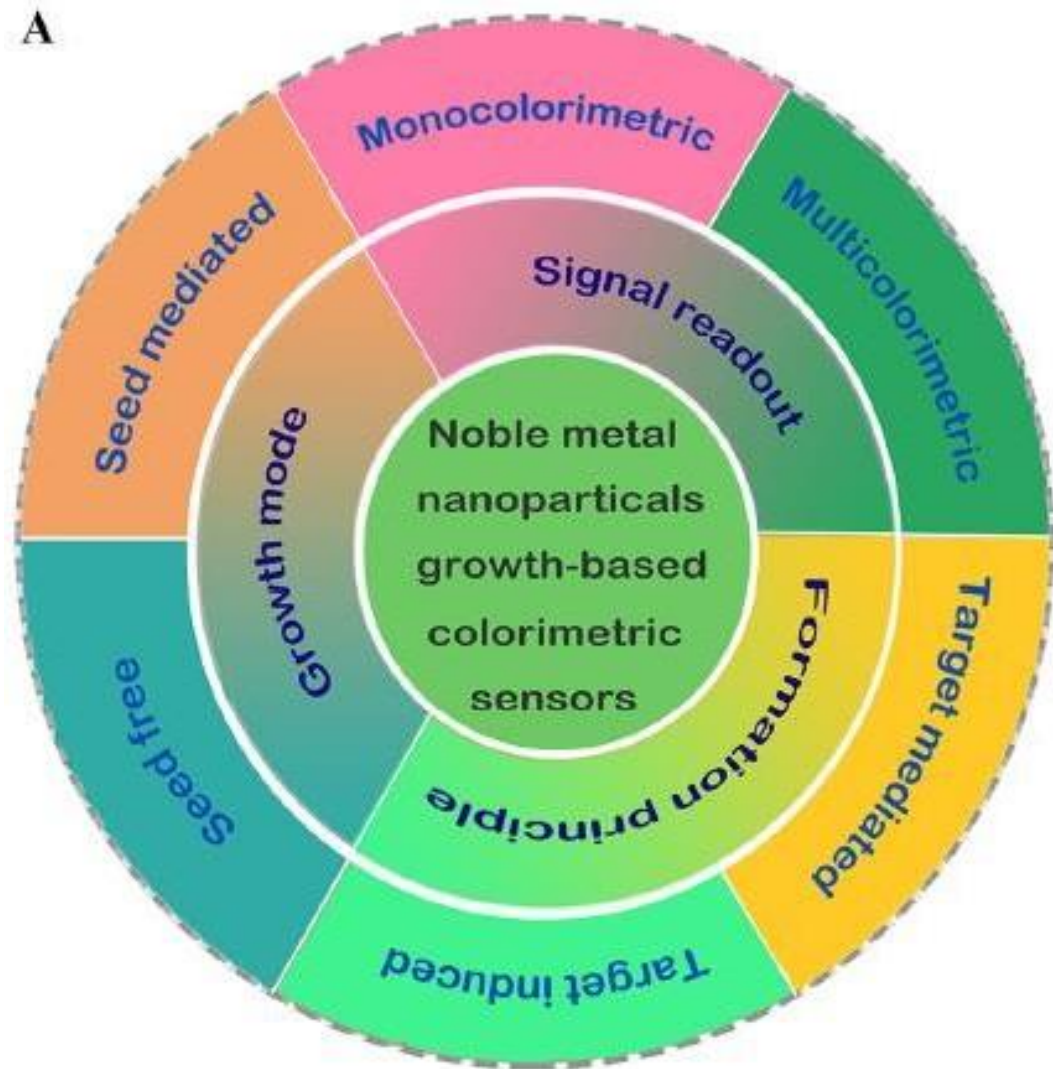 A
Monocolorimetric
Multicolorimetric
Seed mediated
Signal readout
Growth mode
Noble metal
nanoparticals
growth-based
colorimetric
sensors
Formation principle
Target mediated
Seed free
Target induced